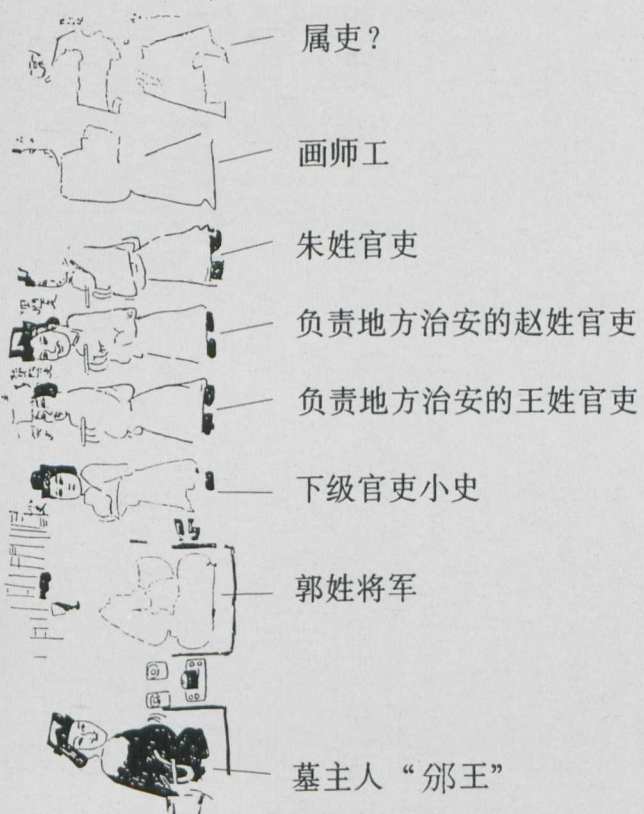 属吏？
画师工
朱姓官吏
负责地方治安的赵姓官吏
负责地方治安的王姓官吏
下级官吏小史
郭姓将军
墓主人“邠王”